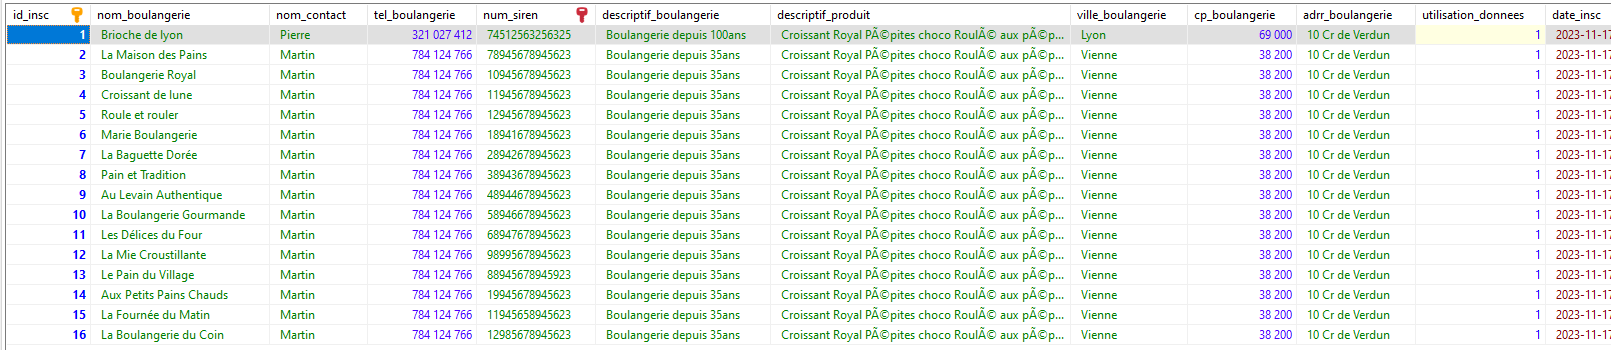 id_insc nom_boulangerie nom_contact tel_boulangerie num_siren descriptif_boulangerie descriptif_produit ville_boulangerie cp_boulangerie adrr_boulangerie utilisation_donnees date_insc
1 Brioche de lyon Pierre 321 027 412 74512563256325 Boulangerie depuis 100ans Croissant Royal PÃ©pites choco RoulÃ© aux pÃ©p... Lyon 69 000 10 Cr de Verdun 1 2023-11-17
2 La Maison des Pains Martin 784 124 766 78945678945623 Boulangerie depuis 35ans Croissant Royal PÃ©pites choco RoulÃ© aux pÃ©p... Vienne 38 200 10 Cr de Verdun 1 2023-11-17
3 Boulangerie Royal Martin 784 124 766 10945678945623 Boulangerie depuis 35ans Croissant Royal PÃ©pites choco RoulÃ© aux pÃ©p... Vienne 38 200 10 Cr de Verdun 1 2023-11-17
4 Croissant de lune Martin 784 124 766 11945678945623 Boulangerie depuis 35ans Croissant Royal PÃ©pites choco RoulÃ© aux pÃ©p... Vienne 38 200 10 Cr de Verdun 1 2023-11-17
5 Roule et rouler Martin 784 124 766 12945678945623 Boulangerie depuis 35ans Croissant Royal PÃ©pites choco RoulÃ© aux pÃ©p... Vienne 38 200 10 Cr de Verdun 1 2023-11-17
6 Marie Boulangerie Martin 784 124 766 18941678945623 Boulangerie depuis 35ans Croissant Royal PÃ©pites choco RoulÃ© aux pÃ©p... Vienne 38 200 10 Cr de Verdun 1 2023-11-17
7 La Baguette Dorée Martin 784 124 766 28942678945623 Boulangerie depuis 35ans Croissant Royal PÃ©pites choco RoulÃ© aux pÃ©p... Vienne 38 200 10 Cr de Verdun 1 2023-11-17
8 Pain et Tradition Martin 784 124 766 38943678945623 Boulangerie depuis 35ans Croissant Royal PÃ©pites choco RoulÃ© aux pÃ©p... Vienne 38 200 10 Cr de Verdun 1 2023-11-17
9 Au Levain Authentique Martin 784 124 766 48944678945623 Boulangerie depuis 35ans Croissant Royal PÃ©pites choco RoulÃ© aux pÃ©p... Vienne 38 200 10 Cr de Verdun 1 2023-11-17
10 La Boulangerie Gourmande Martin 784 124 766 58946678945623 Boulangerie depuis 35ans Croissant Royal PÃ©pites choco RoulÃ© aux pÃ©p... Vienne 38 200 10 Cr de Verdun 1 2023-11-17
11 Les Délices du Four Martin 784 124 766 68947678945623 Boulangerie depuis 35ans Croissant Royal PÃ©pites choco RoulÃ© aux pÃ©p... Vienne 38 200 10 Cr de Verdun 1 2023-11-17
12 La Mie Croustillante Martin 784 124 766 98995678945623 Boulangerie depuis 35ans Croissant Royal PÃ©pites choco RoulÃ© aux pÃ©p... Vienne 38 200 10 Cr de Verdun 1 2023-11-17
13 Le Pain du Village Martin 784 124 766 88945678945923 Boulangerie depuis 35ans Croissant Royal PÃ©pites choco RoulÃ© aux pÃ©p... Vienne 38 200 10 Cr de Verdun 1 2023-11-17
14 Aux Petits Pains Chauds Martin 784 124 766 19945678945623 Boulangerie depuis 35ans Croissant Royal PÃ©pites choco RoulÃ© aux pÃ©p... Vienne 38 200 10 Cr de Verdun 1 2023-11-17
15 La Fournée du Matin Martin 784 124 766 11945658945623 Boulangerie depuis 35ans Croissant Royal PÃ©pites choco RoulÃ© aux pÃ©p... Vienne 38 200 10 Cr de Verdun 1 2023-11-17
16 La Boulangerie du Coin Martin 784 124 766 12985678945623 Boulangerie depuis 35ans Croissant Royal PÃ©pites choco RoulÃ© aux pÃ©p... Vienne 38 200 10 Cr de Verdun 1 2023-11-17